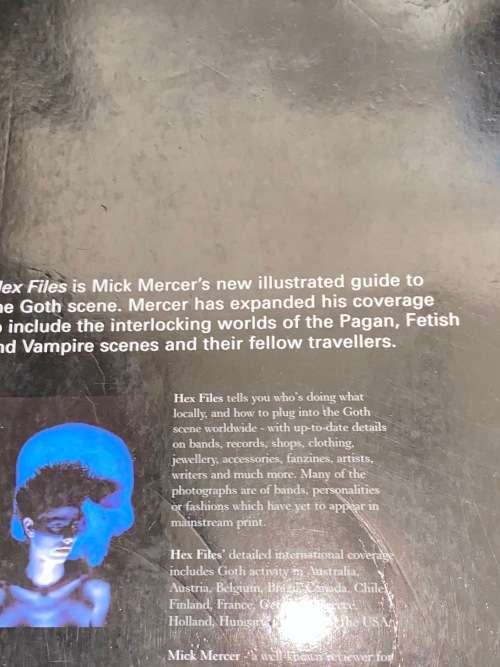 ex Files is Mick Mercer's new illustrated guide to
he Goth scene. Mercer has expanded his coverage
o include the interlocking worlds of the Pagan, Fetish
nd Vampire scenes and their fellow travellers.
Hex Files tells you who's doing what
locally, and how to plug into the Goth
scene worldwide - with up-to-date details
on bands, records, shops, clothing,
jewellery, accessories, fanzines, artists,
writers and much more. Many of the
photographs are of bands, personalities
or fashions which have yet to appear in
mainstream print.
Hex Files' detailed international coverage
includes Goth activity in Australia,
Austria, Belgium, Brazil, Canada, Chile,
Finland, France,
Holland, Hungary, The USA,
Mick Mercer - a well-known reviewer for